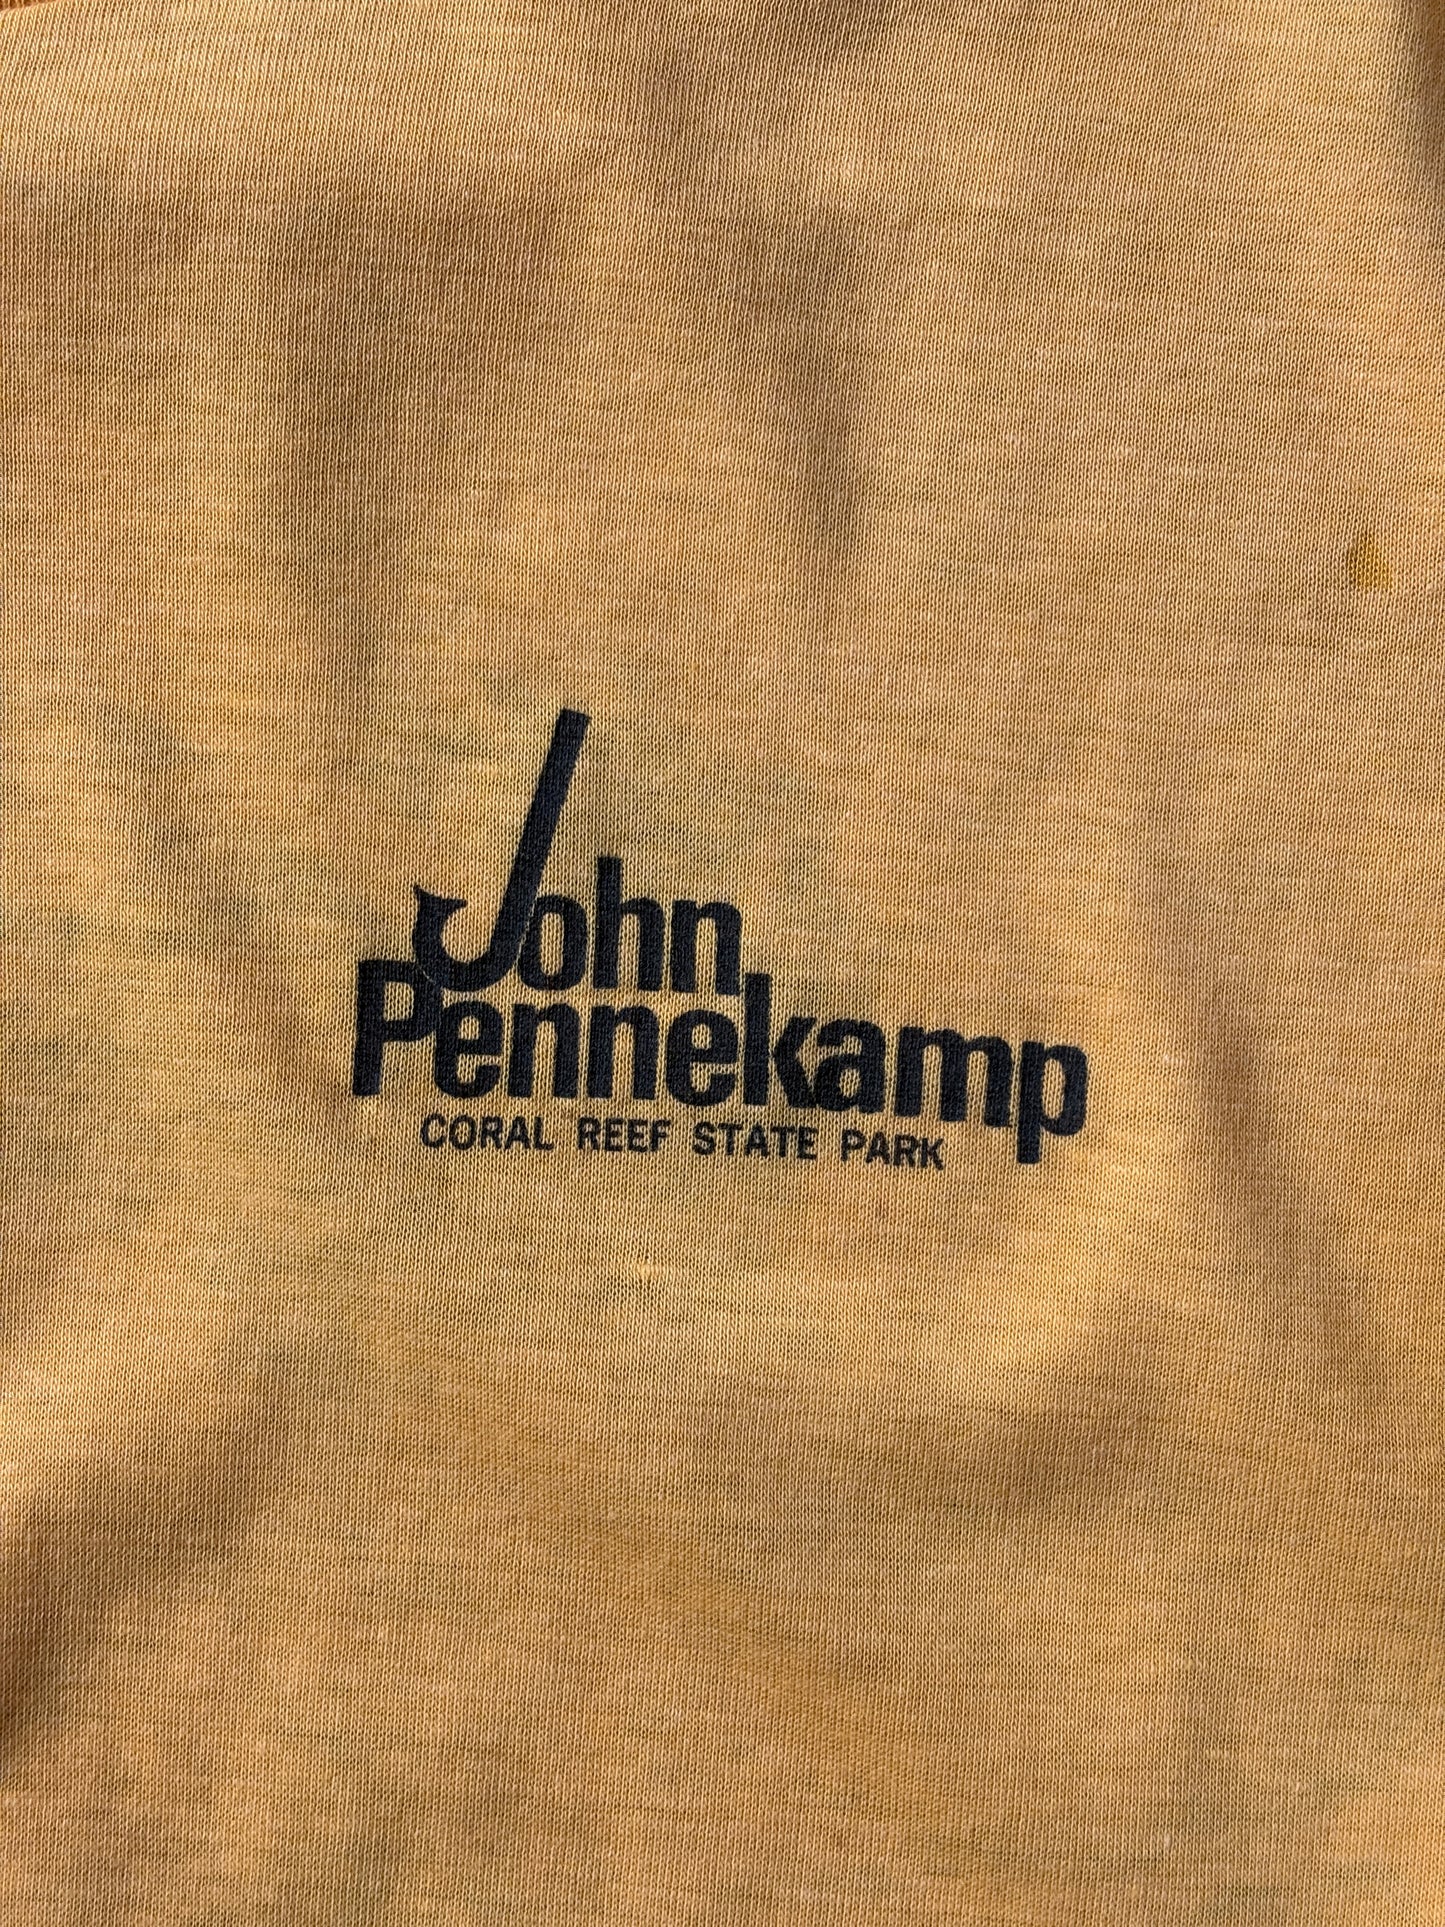 John
Pennekamp
CORAL REEF STATE PARK